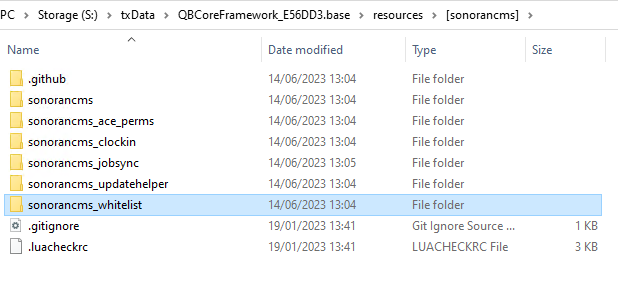 PC > Storage (S:) > txData > QBCoreFramework_E56DD3.base > resources > [sonorancms] >
Name Date modified Type Size
.github 14/06/2023 13:04 File folder
sonorancms 14/06/2023 13:04 File folder
sonorancms_ace_perms 14/06/2023 13:04 File folder
sonorancms_clockin 14/06/2023 13:04 File folder
sonorancms_jobsync 14/06/2023 13:05 File folder
sonorancms_updatehelper 14/06/2023 13:04 File folder
sonorancms_whitelist 14/06/2023 13:04 File folder
.gitignore 19/01/2023 13:41 Git Ignore Source ... 1 KB
.luacheckrc 19/01/2023 13:41 LUACHECKRC File 3 KB